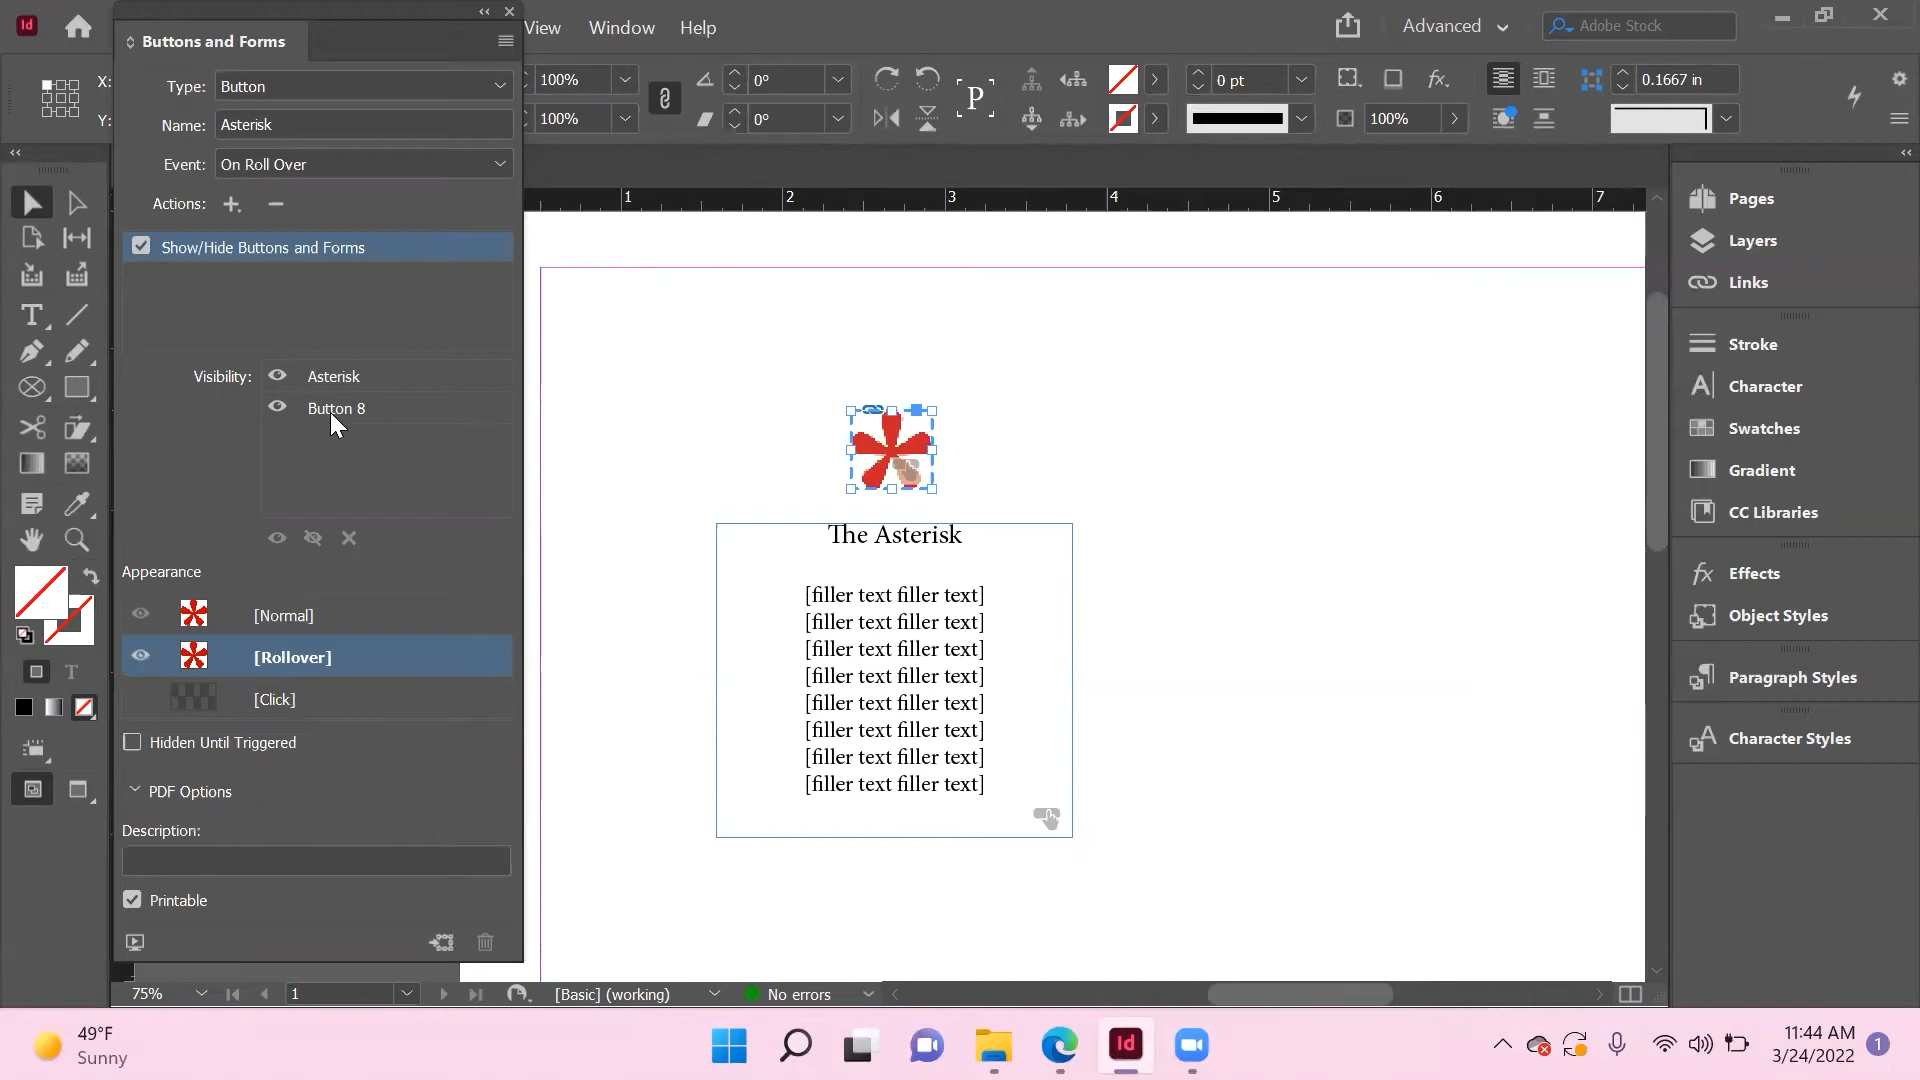 Id
View
Window
Help
Advanced
Adobe Stock
Buttons and Forms
Type: Button
Name: Asterisk
Event: On Roll Over
Actions:
Show/Hide Buttons and Forms
Visibility: Asterisk
Button 8
Appearance
[Normal]
[Rollover]
[Click]
Hidden Until Triggered
PDF Options
Description:
Printable
X:
Y:
100%
100%
0°
0°
P
0 pt
fx
100%
0.1667 in
1
2
3
4
5
6
7
The Asterisk
[filler text filler text]
[filler text filler text]
[filler text filler text]
[filler text filler text]
[filler text filler text]
[filler text filler text]
[filler text filler text]
[filler text filler text]
Pages
Layers
Links
Stroke
Character
Swatches
Gradient
CC Libraries
Effects
Object Styles
Paragraph Styles
Character Styles
75%
1
[Basic] (working)
No errors
49°F
Sunny
Id
11:44 AM
3/24/2022
1